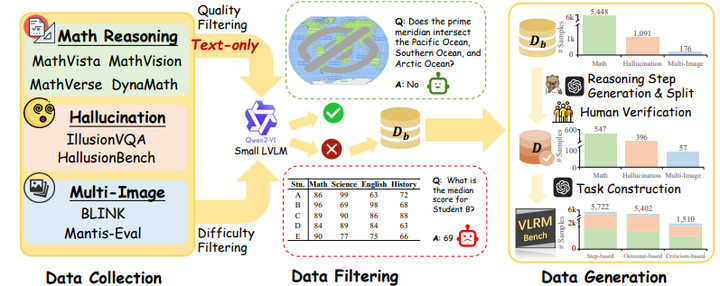 Math Reasoning
MathVista MathVision
MathVerse DynaMath
Hallucination
IllusionVQA
HallusionBench
Multi-Image
BLINK
Mantis-Eval
Data Collection
Quality
Filtering
Text-only
Qwen2-VL
Small LVLM
Difficulty
Filtering
Q: Does the prime
meridian intersect
the Pacific Ocean,
Southern Ocean, and
Arctic Ocean?
A: No
D_b
Stu. Math Science English History
A 86 99 63 72
B 96 69 98 68
C 89 90 86 88
D 84 89 84 63
E 90 77 75 66
Q: What is
the median
score for
Student B?
A: 69
Data Filtering
D_b
# Samples
6k
1k
0
5,448
1,091
176
Math Hallucination Multi-Image
Reasoning Step
Generation & Split
Human Verification
D
# Samples
600
100
0
547
396
57
Math Hallucination Multi-Image
Task Construction
VLRM
Bench
# Samples
6k
2k
0
5,722
5,402
1,510
Step-based Outcome-based Criticism-based
Data Generation